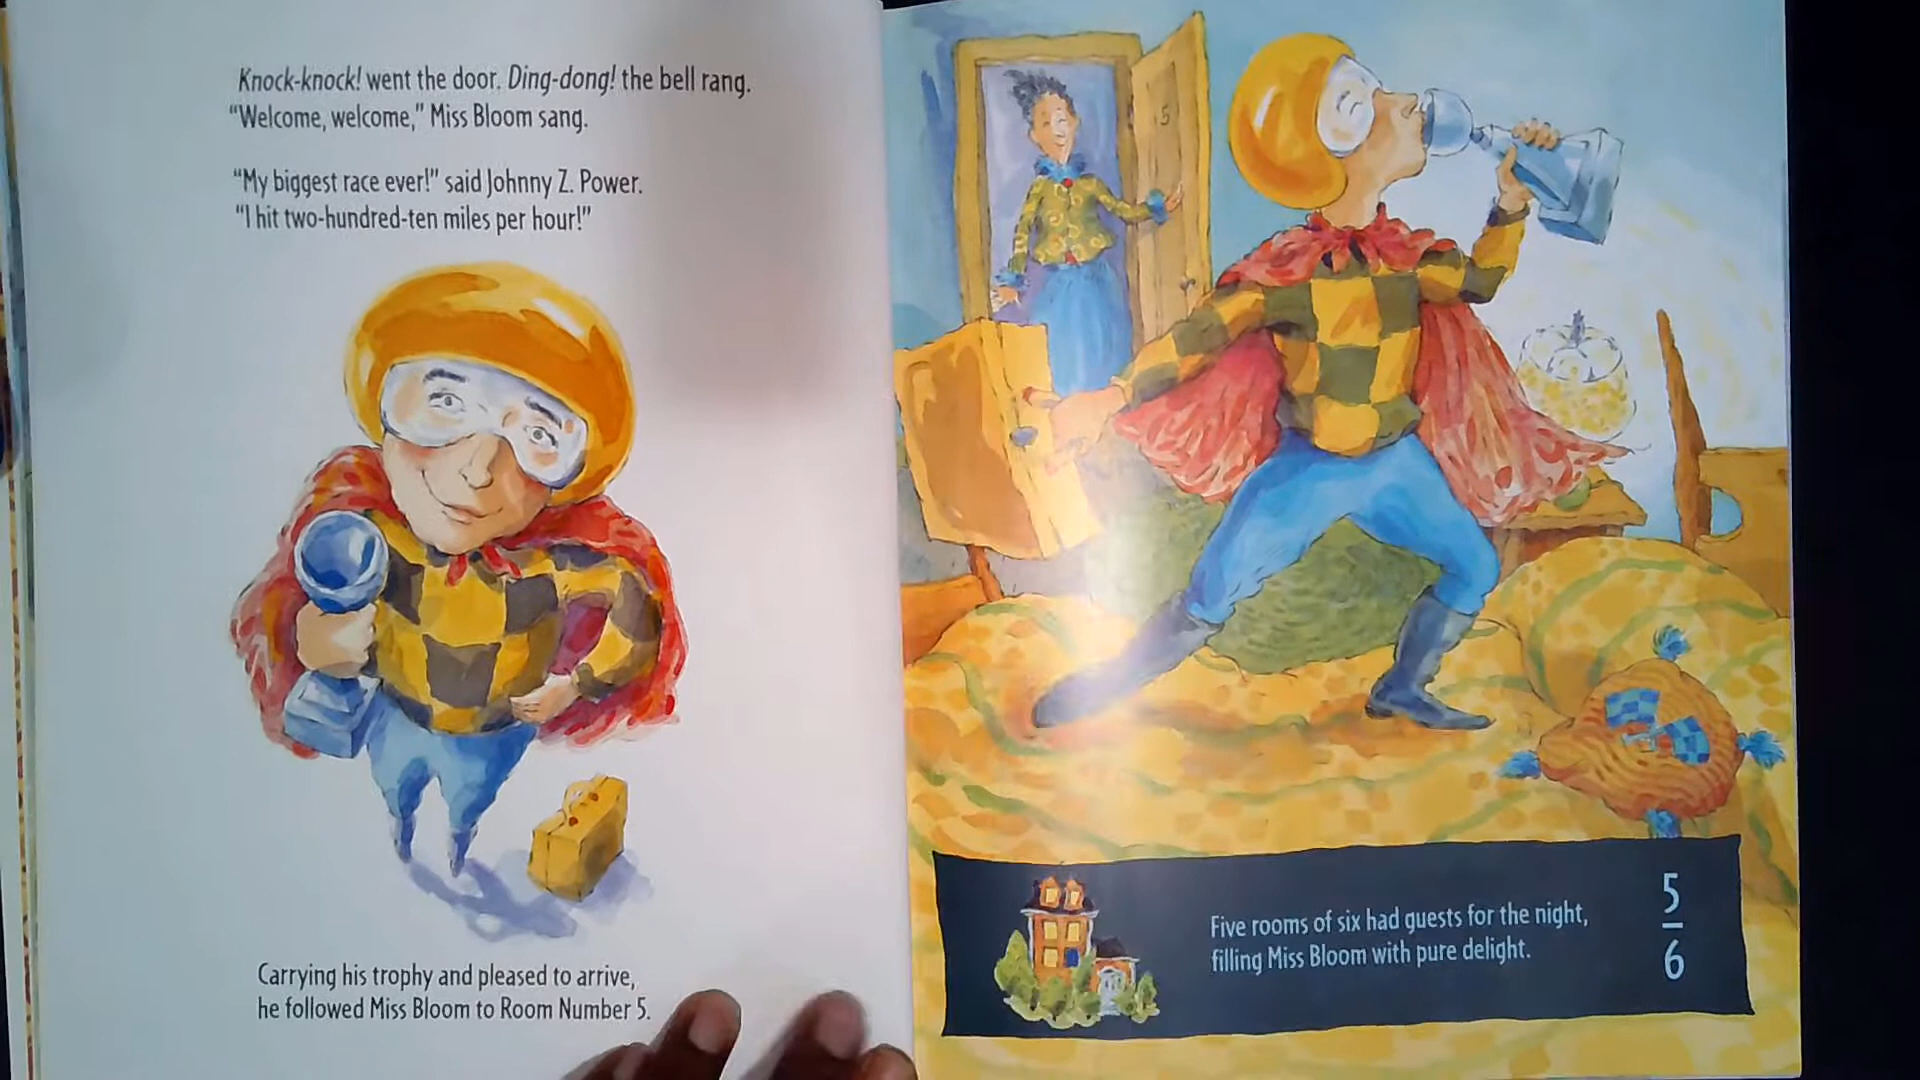 Knock-knock! went the door. Ding-dong! the bell rang.
“Welcome, welcome,” Miss Bloom sang.
“My biggest race ever!” said Johnny Z. Power.
“I hit two-hundred-ten miles per hour!”
Carrying his trophy and pleased to arrive,
he followed Miss Bloom to Room Number 5.
5
Five rooms of six had guests for the night,
filling Miss Bloom with pure delight.
5
6